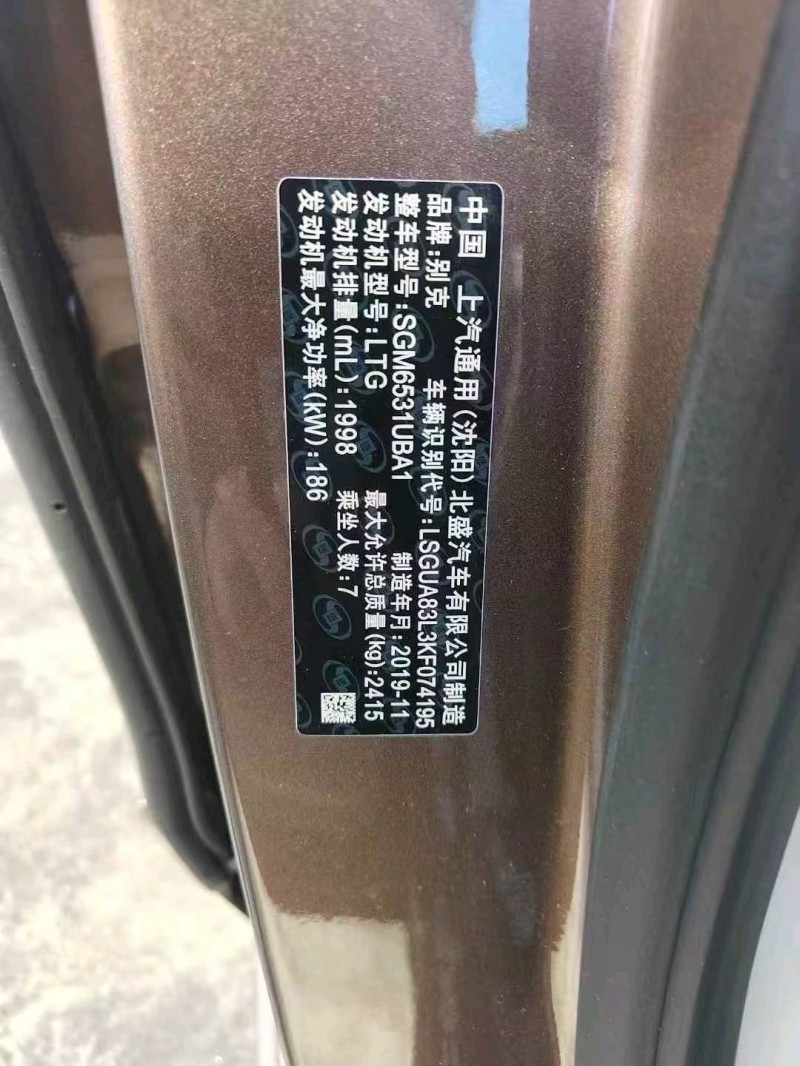 中国 上汽通用(沈阳)北盛汽车有限公司制造
品牌:别克 车辆识别代号:LSGUA83L3KF074195
整车型号:SGM6531UBA1 制造年月:2019-11
发动机型号:LTG 最大允许总质量(kg):2415
发动机排量(mL):1998 乘坐人数:7
发动机最大净功率(kW):186